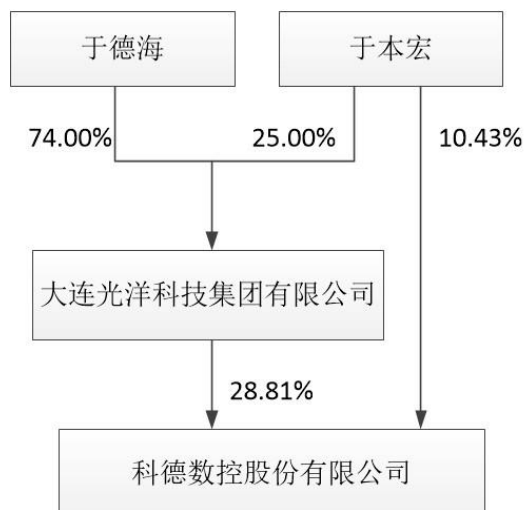 于德海
于本宏
74.00%
25.00%
10.43%
大连光洋科技集团有限公司
28.81%
科德数控股份有限公司